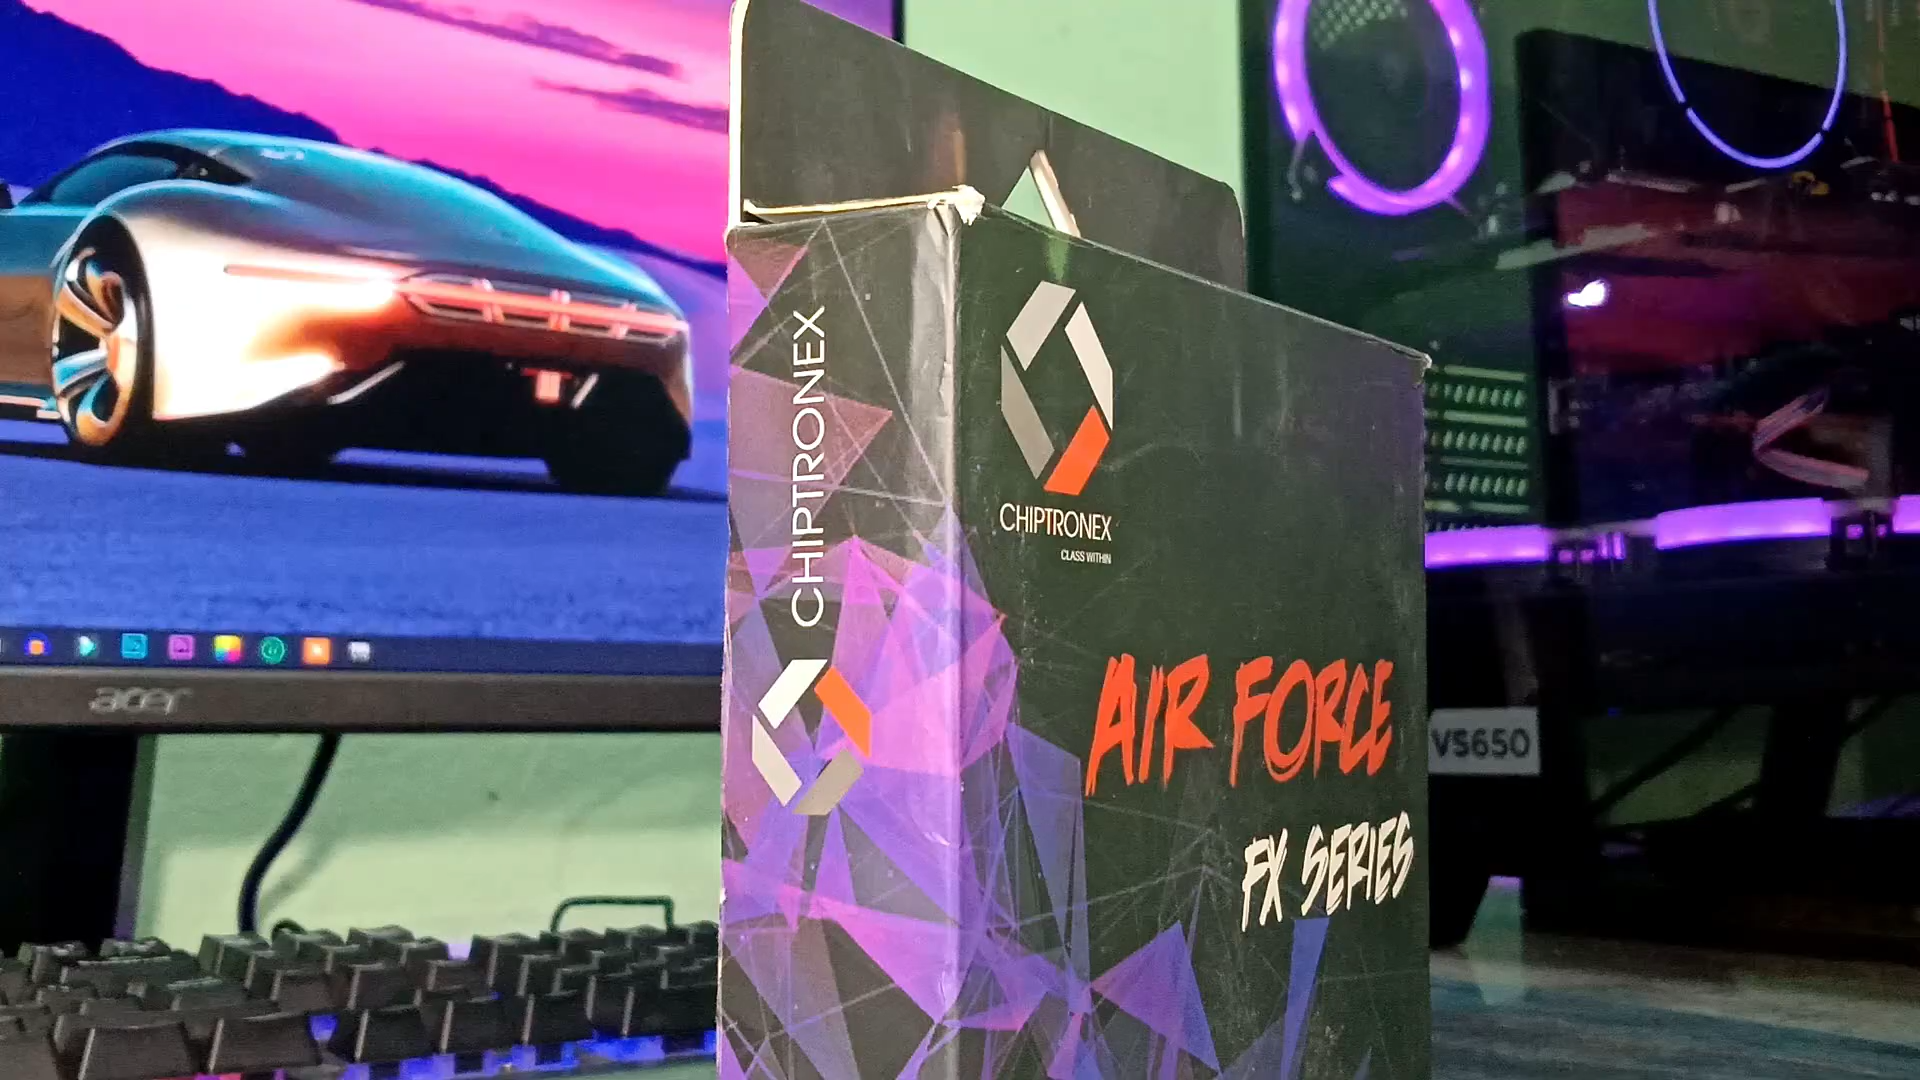 CHIPTRONEX
CHIPTRONEX
CLASS WITHIN
AIR FORCE
FX SERIES
acer
VS650